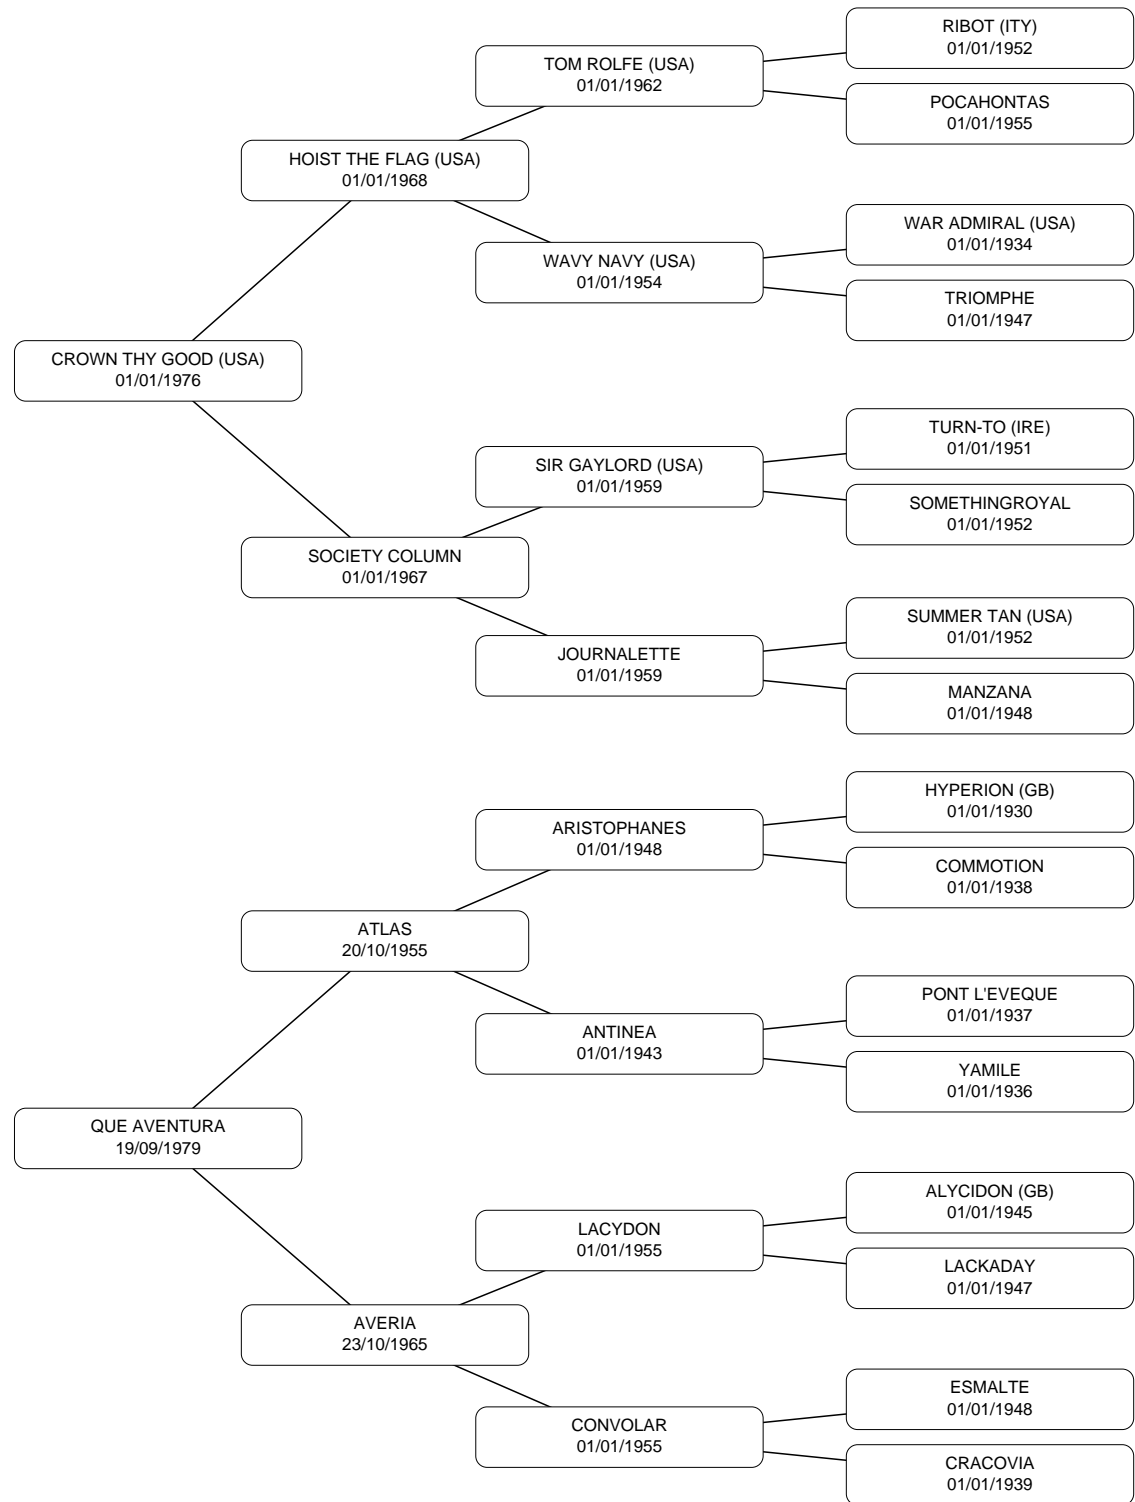 RIBOT (ITY)
01/01/1952
TOM ROLFE (USA)
01/01/1962
POCAHONTAS
01/01/1955
HOIST THE FLAG (USA)
01/01/1968
WAR ADMIRAL (USA)
01/01/1934
WAVY NAVY (USA)
01/01/1954
TRIOMPHE
01/01/1947
CROWN THY GOOD (USA)
01/01/1976
TURN-TO (IRE)
01/01/1951
SIR GAYLORD (USA)
01/01/1959
SOMETHINGROYAL
01/01/1952
SOCIETY COLUMN
01/01/1967
SUMMER TAN (USA)
01/01/1952
JOURNALETTE
01/01/1959
MANZANA
01/01/1948
HYPERION (GB)
01/01/1930
ARISTOPHANES
01/01/1948
COMMOTION
01/01/1938
ATLAS
20/10/1955
PONT L'EVEQUE
01/01/1937
ANTINEA
01/01/1943
YAMILE
01/01/1936
QUE AVENTURA
19/09/1979
ALYCIDON (GB)
01/01/1945
LACYDON
01/01/1955
LACKADAY
01/01/1947
AVERIA
23/10/1965
ESMALTE
01/01/1948
CONVOLAR
01/01/1955
CRACOVIA
01/01/1939